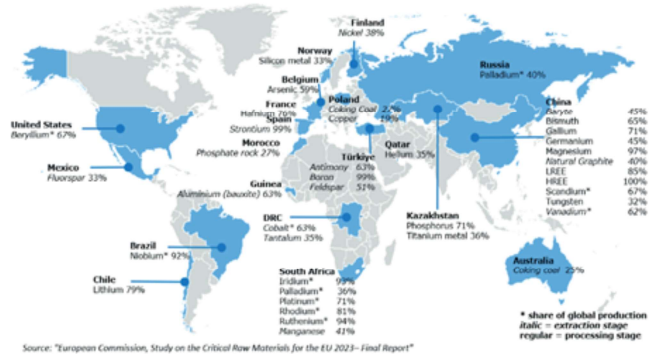 Finland
Nickel 38%
Norway
Silicon metal 33%
Russia
Palladium* 40%
Belgium
Arsenic 59%
France
Hafnium 76%
Spain
Strontium 99%
Poland
Coking Coal
Copper 19%
Morocco
Phosphate rock 27%
Qatar
Helium 35%
Türkiye
Antimony 63%
Boron 99%
Feldspar 51%
China
Baryte 45%
Bismuth 65%
Gallium 71%
Germanium 45%
Magnesium 97%
Natural Graphite 40%
LREE 85%
HREE 100%
Scandium* 67%
Tungsten 32%
Vanadium* 62%
United States
Beryllium* 67%
Mexico
Fluorspar 33%
Guinea
Aluminium (bauxite) 63%
DRC
Cobalt* 63%
Tantalum 35%
Kazakhstan
Phosphorus 71%
Titanium metal 36%
Brazil
Niobium* 92%
Chile
Lithium 79%
South Africa
Iridium*
Palladium* 36%
Platinum* 71%
Rhodium* 81%
Ruthenium* 94%
Manganese 41%
Australia
Coking coal 25%
* share of global production
italic = extraction stage
regular = processing stage
Source: "European Commission, Study on the Critical Raw Materials for the EU 2023– Final Report"